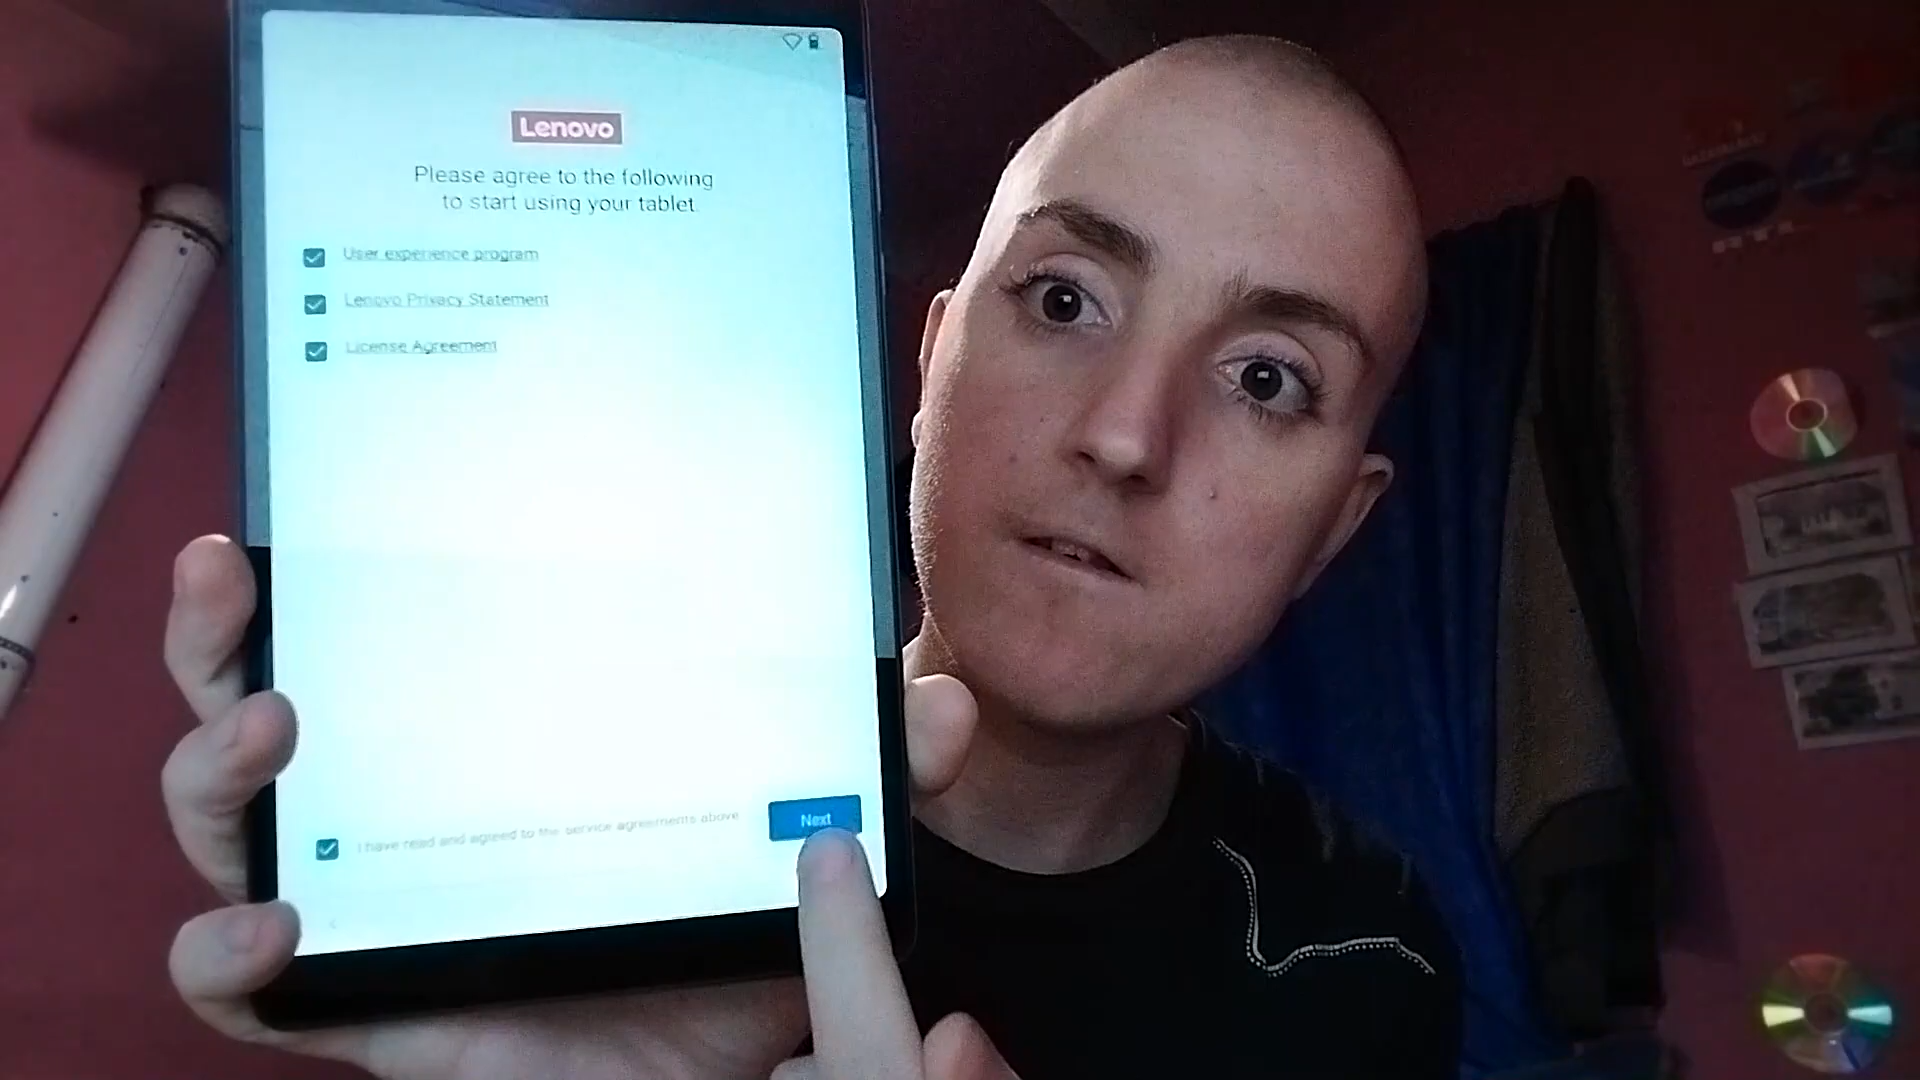 Lenovo
Please agree to the following
to start using your tablet.
User experience program
Lenovo Privacy Statement
License Agreement
I have read and agreed to the service agreements above
Next